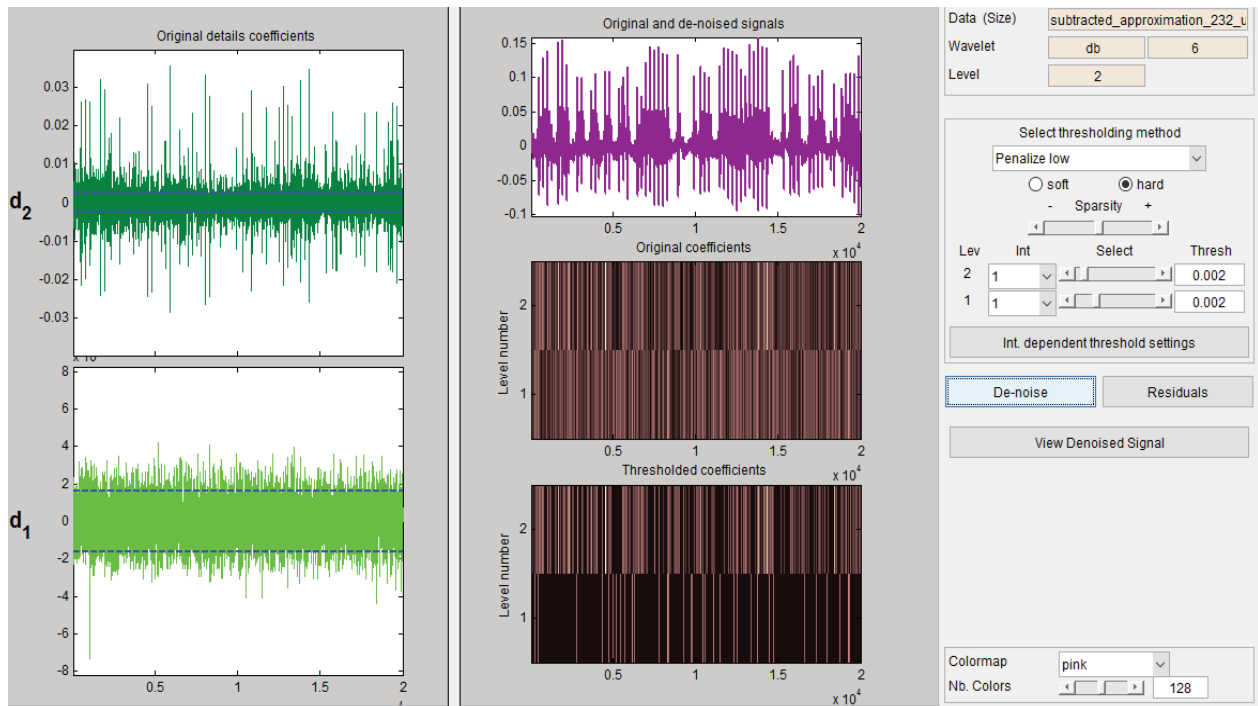 Original details coefficients
0.03
0.02
0.01
0
-0.01
-0.02
-0.03
d2
8
6
4
2
0
-2
-4
-6
-8
d1
0.5
1
1.5
2
Original and de-noised signals
0.15
0.1
0.05
0
-0.05
-0.1
0.5
1
1.5
2
x 10^4
Original coefficients
Level number
2
1
0.5
1
1.5
2
x 10^4
Thresholded coefficients
Level number
2
1
0.5
1
1.5
2
x 10^4
Data (Size)
subtracted_approximation_232_u
Wavelet
db
6
Level
2
Select thresholding method
Penalize low
soft
hard
- Sparsity +
Lev Int Select Thresh
2 1 0.002
1 1 0.002
Int. dependent threshold settings
De-noise
Residuals
View Denoised Signal
Colormap
pink
Nb. Colors
128